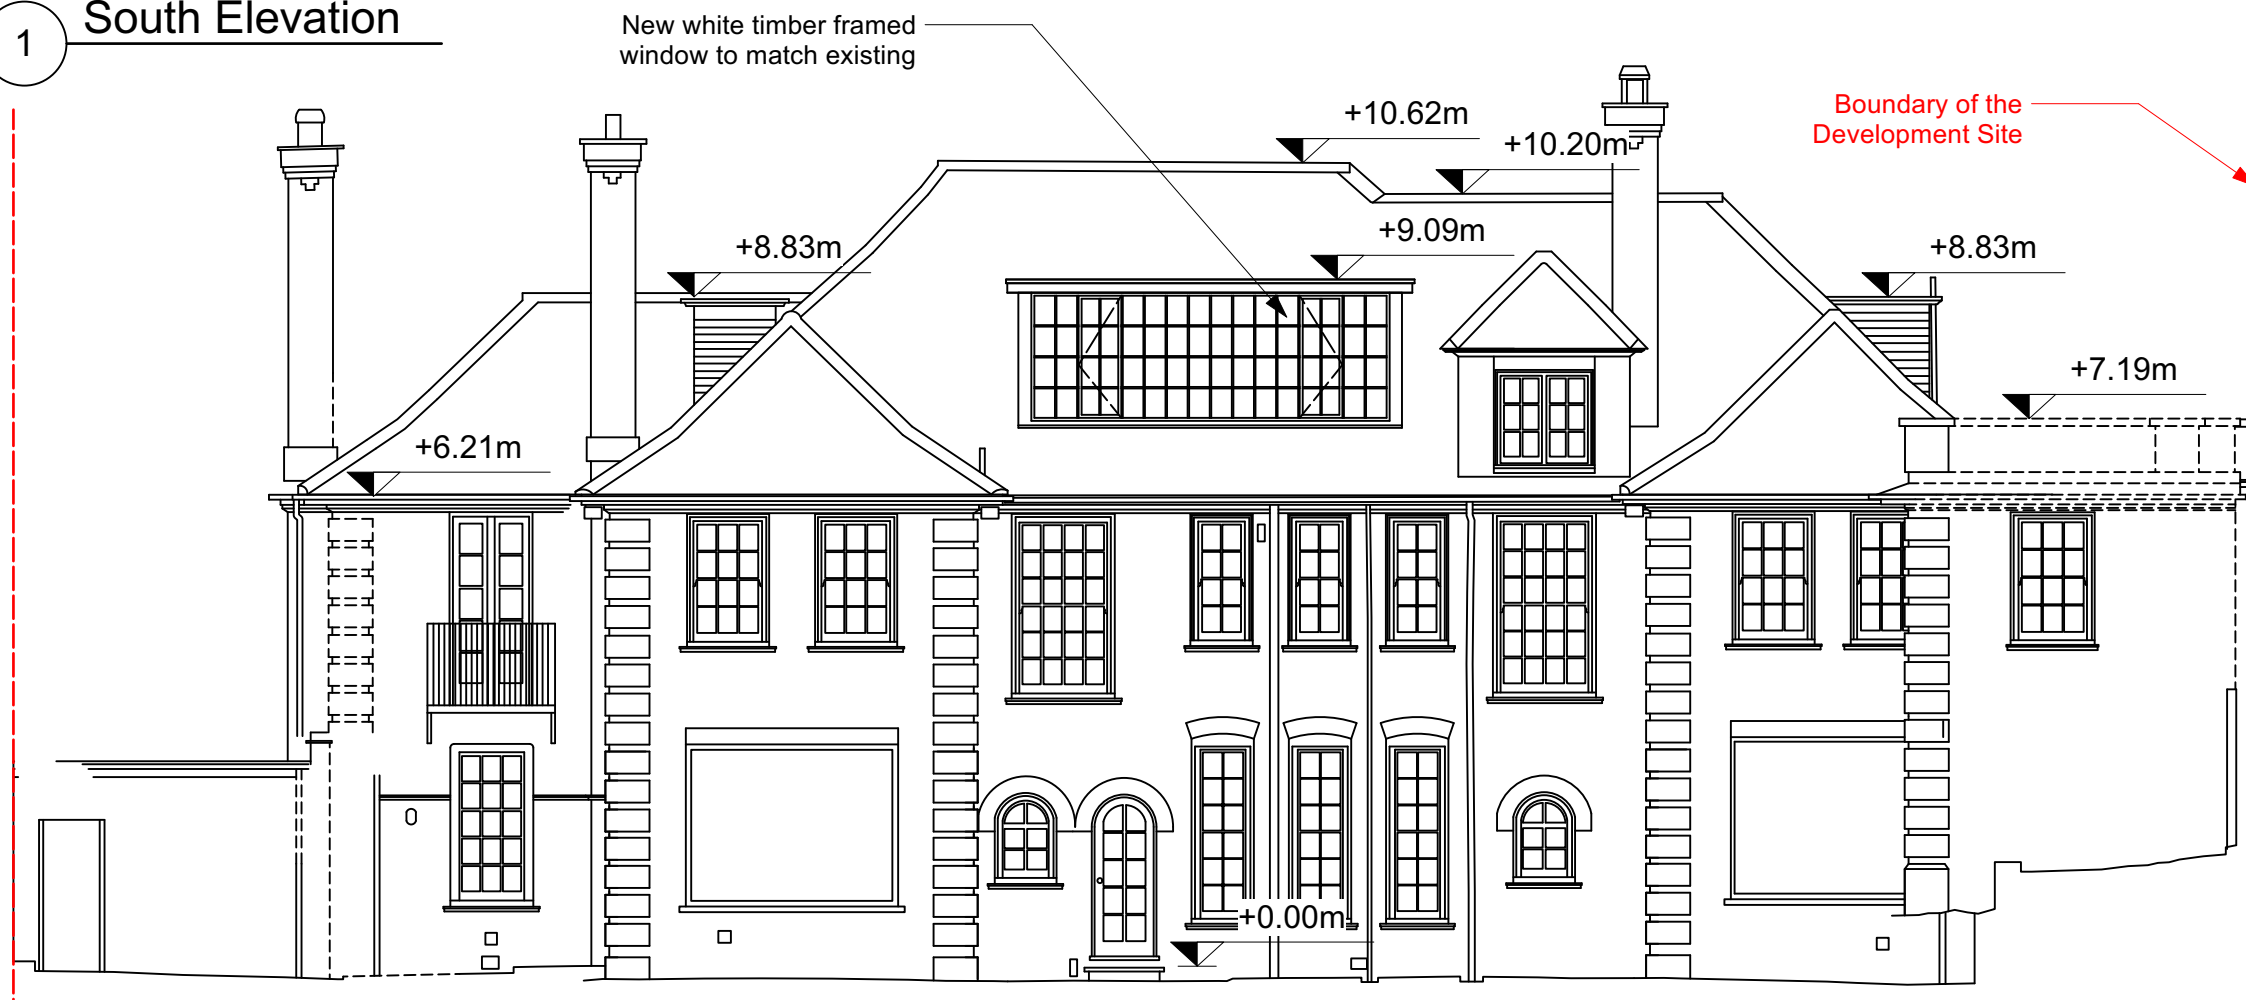 1
South Elevation
New white timber framed
window to match existing
Boundary of the
Development Site
+10.62m
+10.20m
+9.09m
+8.83m
+8.83m
+7.19m
+6.21m
+0.00m